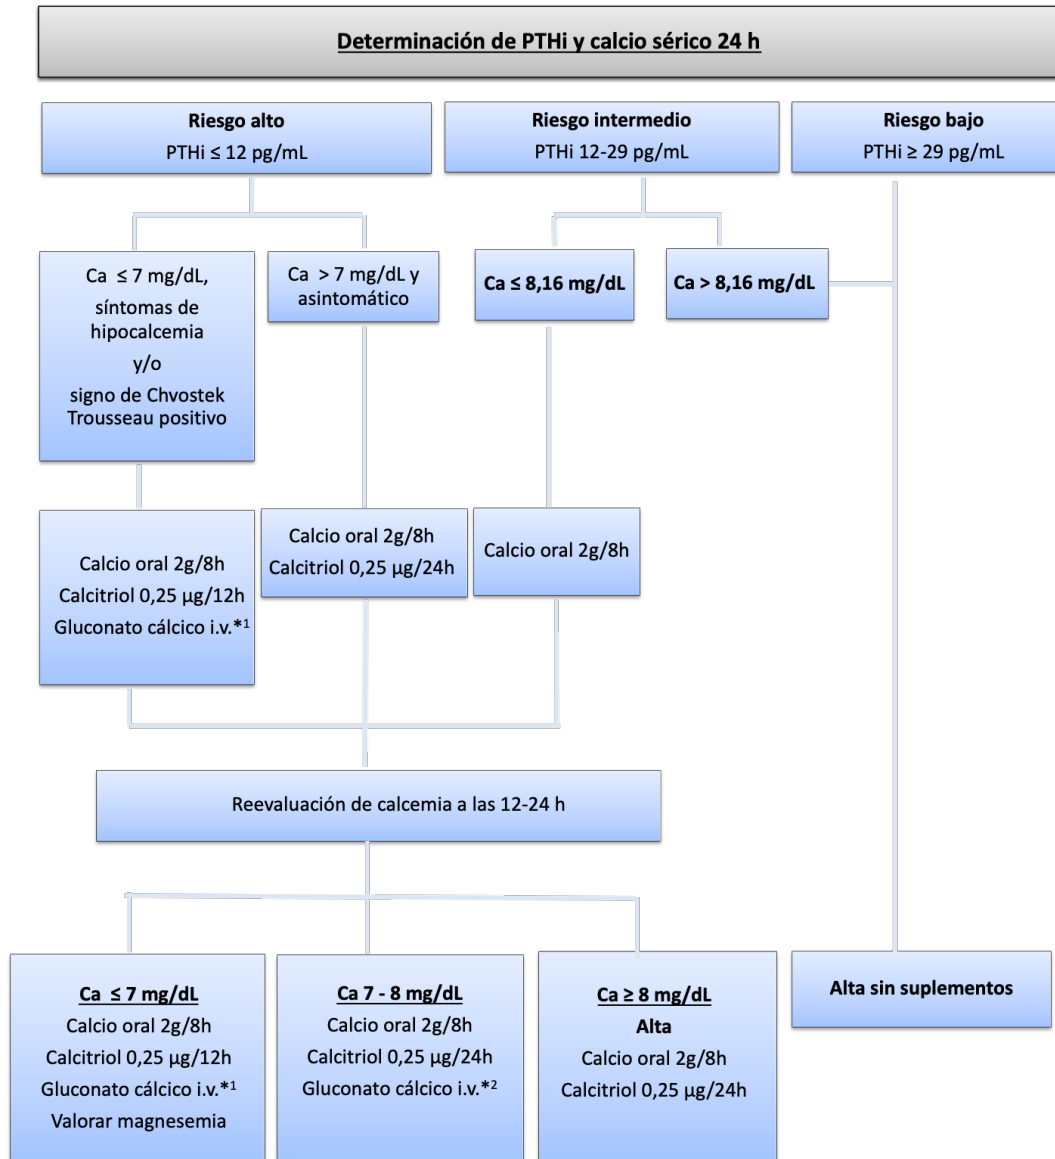 Determinación de PTHi y calcio sérico 24 h
Riesgo alto
PTHi ≤ 12 pg/mL
Riesgo intermedio
PTHi 12-29 pg/mL
Riesgo bajo
PTHi ≥ 29 pg/mL
Ca ≤ 7 mg/dL,
síntomas de
hipocalcemia
y/o
signo de Chvostek
Trousseau positivo
Ca > 7 mg/dL y
asintomático
Ca ≤ 8,16 mg/dL
Ca > 8,16 mg/dL
Calcio oral 2g/8h
Calcitriol 0,25 µg/12h
Gluconato cálcico i.v.*¹
Calcio oral 2g/8h
Calcitriol 0,25 µg/24h
Calcio oral 2g/8h
Reevaluación de calcemia a las 12-24 h
Ca ≤ 7 mg/dL
Calcio oral 2g/8h
Calcitriol 0,25 µg/12h
Gluconato cálcico i.v.*¹
Valorar magnesemia
Ca 7 - 8 mg/dL
Calcio oral 2g/8h
Calcitriol 0,25 µg/24h
Gluconato cálcico i.v.*²
Ca ≥ 8 mg/dL
Alta
Calcio oral 2g/8h
Calcitriol 0,25 µg/24h
Alta sin suplementos